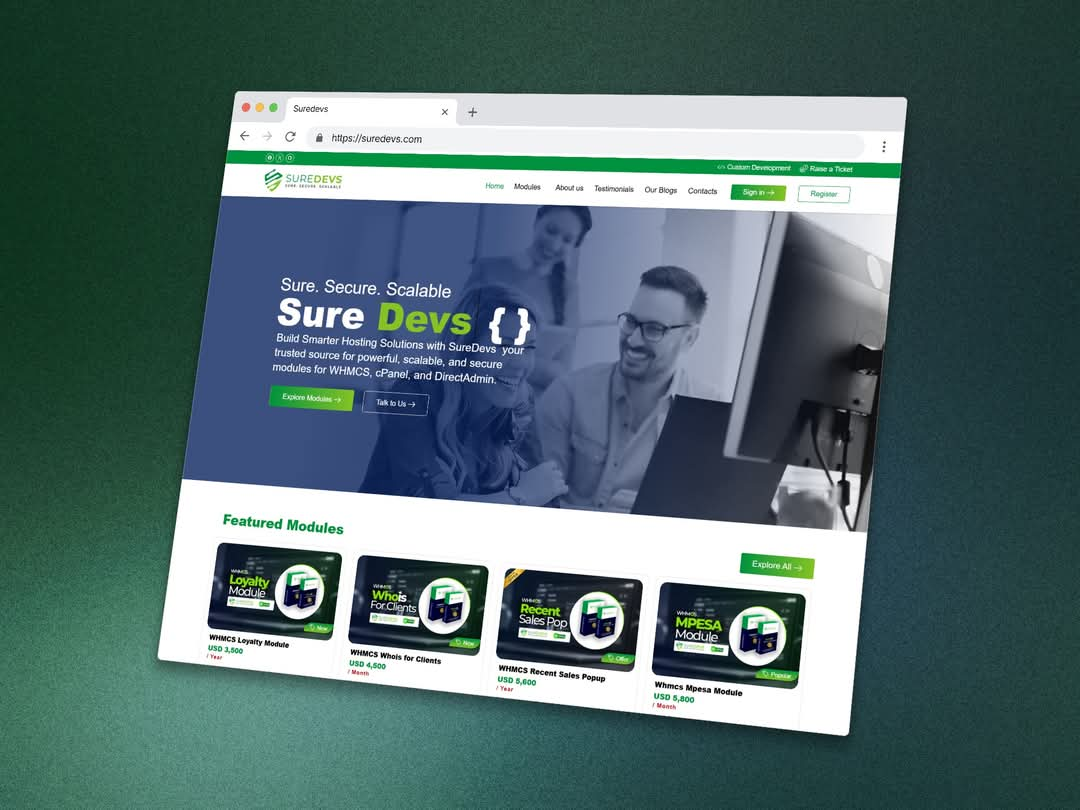 Suredevs
https://suredevs.com
Custom Development
Raise a Ticket
SUREDEVS
SURE. SECURE. SCALABLE
Home
Modules
About us
Testimonials
Our Blogs
Contacts
Sign in →
Register
Sure. Secure. Scalable
Sure Devs { }
Build Smarter Hosting Solutions with SureDevs your
trusted source for powerful, scalable, and secure
modules for WHMCS, cPanel, and DirectAdmin.
Explore Modules →
Talk to Us →
Featured Modules
Explore All →
WHMCS
Loyalty
Module
New
WHMCS Loyalty Module
USD 3,500
/ Year
WHMCS
Whois
For Clients
New
WHMCS Whois for Clients
USD 4,500
/ Month
WHMCS
Recent
Sales Pop
Offer
WHMCS Recent Sales Popup
USD 5,600
/ Year
WHMCS
MPESA
Module
Popular
Whmcs Mpesa Module
USD 5,800
/ Month